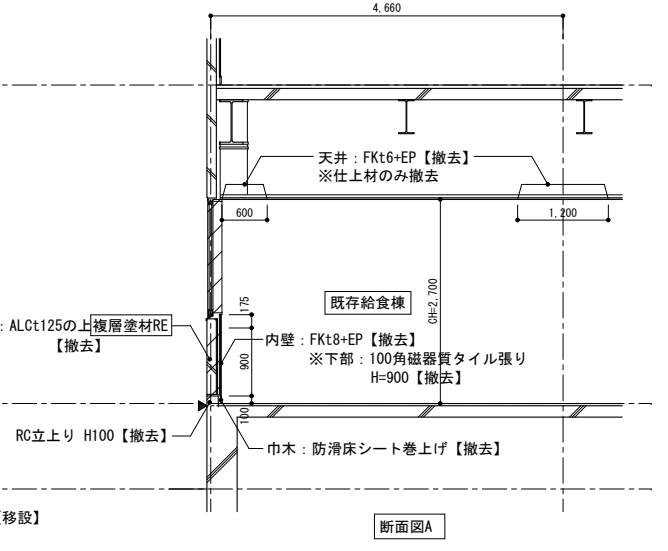 4,660
天井：FKt6+EP【撤去】
※仕上材のみ撤去
600
1,200
CH=2,700
既存給食棟
175
：ALCt125の上複層塗材RE
【撤去】
内壁：FKt8+EP【撤去】
※下部：100角磁器質タイル張り
H=900【撤去】
900
100
RC立上り H100【撤去】
巾木：防滑床シート巻上げ【撤去】
移設】
断面図A